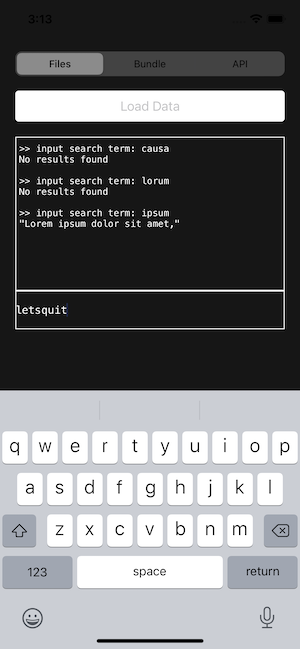 3:13
Files Bundle API
Load Data
>> input search term: causa
No results found
>> input search term: lorum
No results found
>> input search term: ipsum
"Lorem ipsum dolor sit amet,"
letsquit
q w e r t y u i o p
a s d f g h j k l
z x c v b n m
123 space return